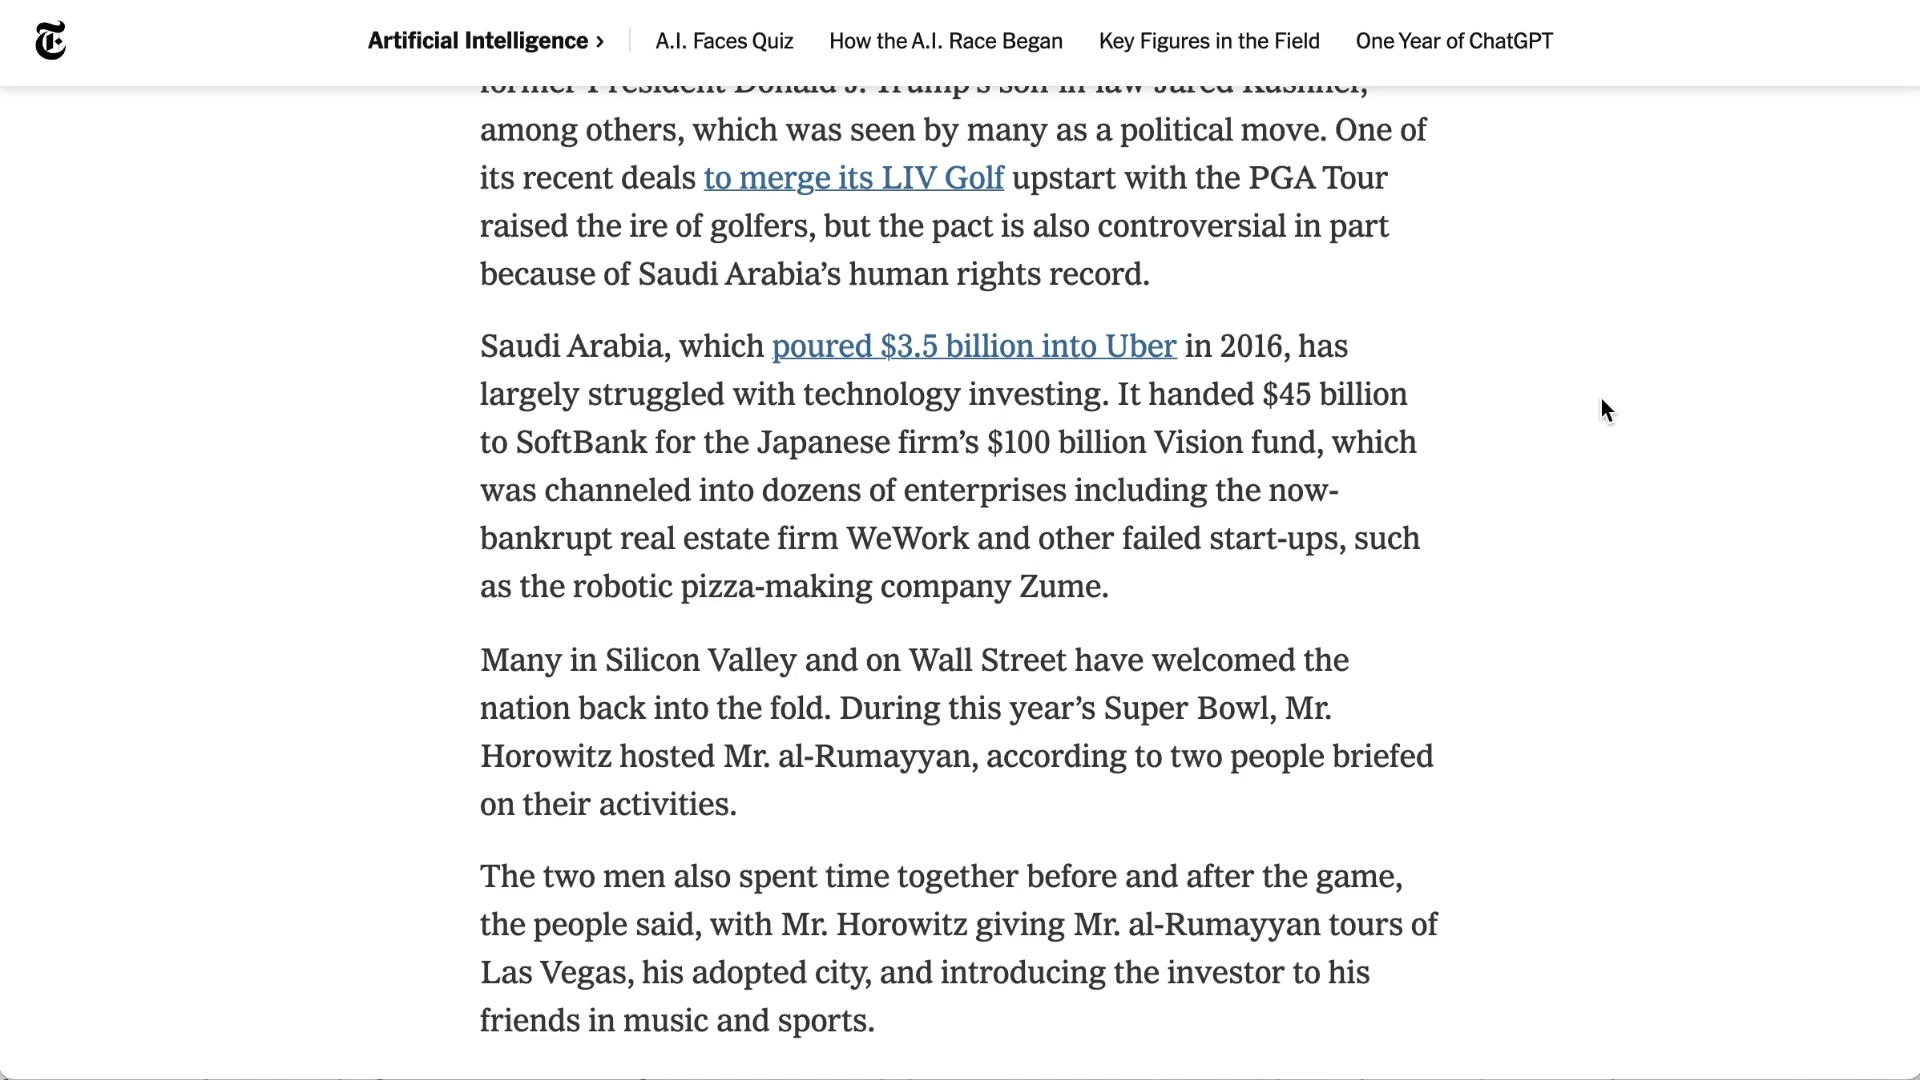 Artificial Intelligence › A.I. Faces Quiz How the A.I. Race Began Key Figures in the Field One Year of ChatGPT
former President Donald J. Trump's son-in-law Jared Kushner,
among others, which was seen by many as a political move. One of
its recent deals to merge its LIV Golf upstart with the PGA Tour
raised the ire of golfers, but the pact is also controversial in part
because of Saudi Arabia’s human rights record.
Saudi Arabia, which poured $3.5 billion into Uber in 2016, has
largely struggled with technology investing. It handed $45 billion
to SoftBank for the Japanese firm’s $100 billion Vision fund, which
was channeled into dozens of enterprises including the now-
bankrupt real estate firm WeWork and other failed start-ups, such
as the robotic pizza-making company Zume.
Many in Silicon Valley and on Wall Street have welcomed the
nation back into the fold. During this year’s Super Bowl, Mr.
Horowitz hosted Mr. al-Rumayyan, according to two people briefed
on their activities.
The two men also spent time together before and after the game,
the people said, with Mr. Horowitz giving Mr. al-Rumayyan tours of
Las Vegas, his adopted city, and introducing the investor to his
friends in music and sports.